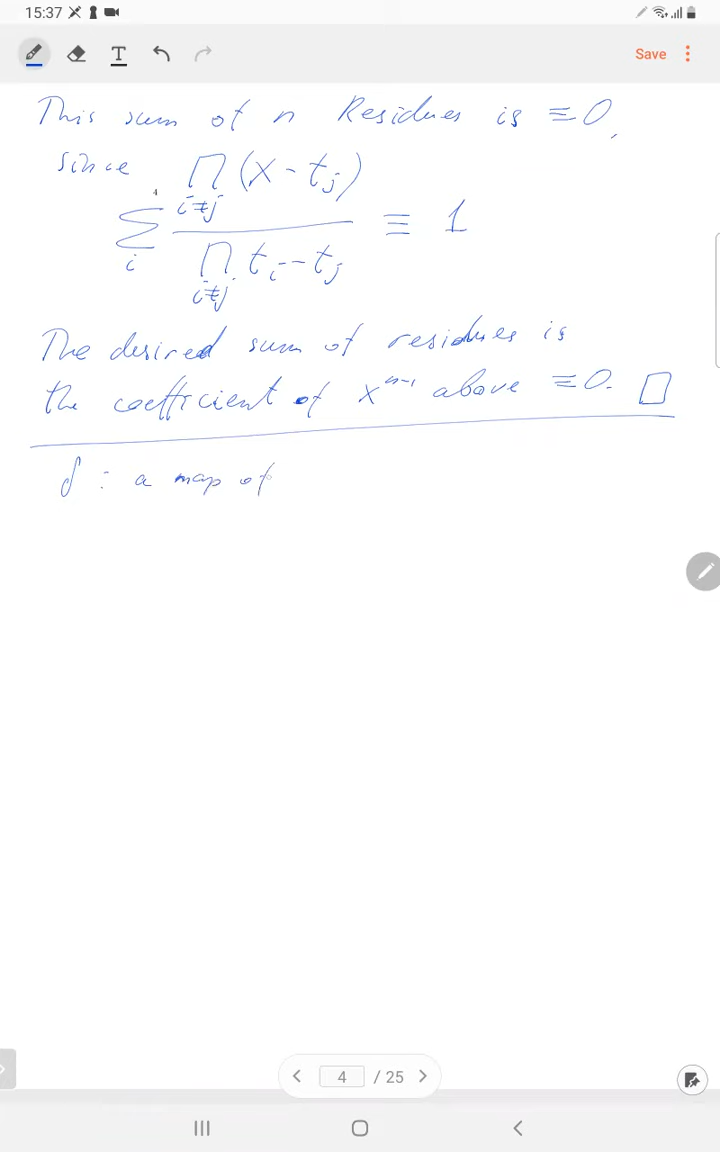 15:37
Save
This sum of n Residues is ≡ 0,
since
∑_i ∏_{i≠j} (x - t_j) / ∏_{i≠j} t_i - t_j ≡ 1
The desired sum of residues is
the coefficient of x^{n-1} above ≡ 0. □
: a map of
4 / 25